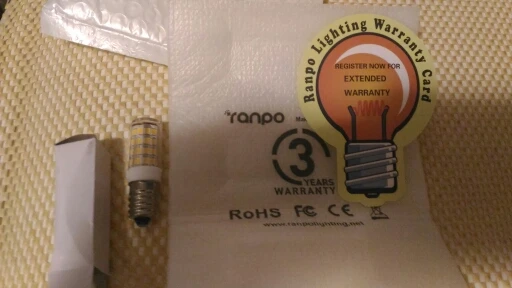 Ranpo Lighting Warranty Card
REGISTER NOW FOR
EXTENDED
WARRANTY
ranpo
3
YEARS
WARRANTY
RoHS FC CE
www.ranpolighting.net